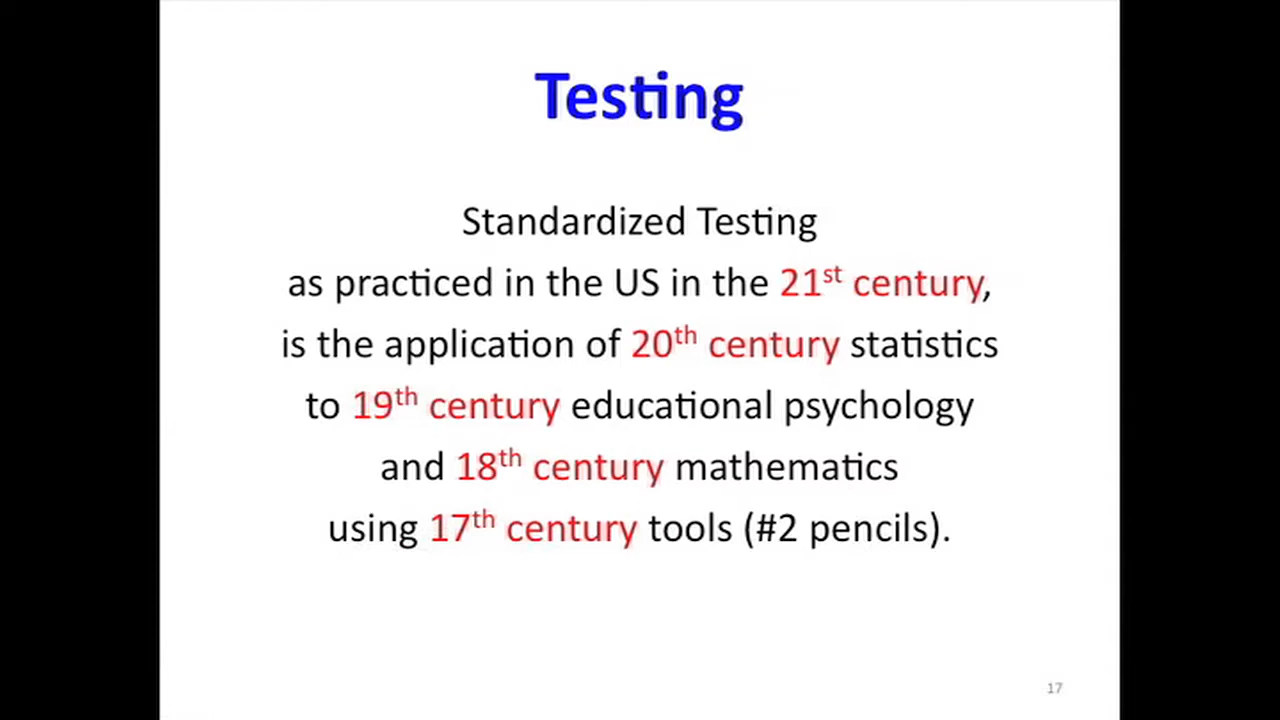 Testing
Standardized Testing
as practiced in the US in the 21st century,
is the application of 20th century statistics
to 19th century educational psychology
and 18th century mathematics
using 17th century tools (#2 pencils).
17